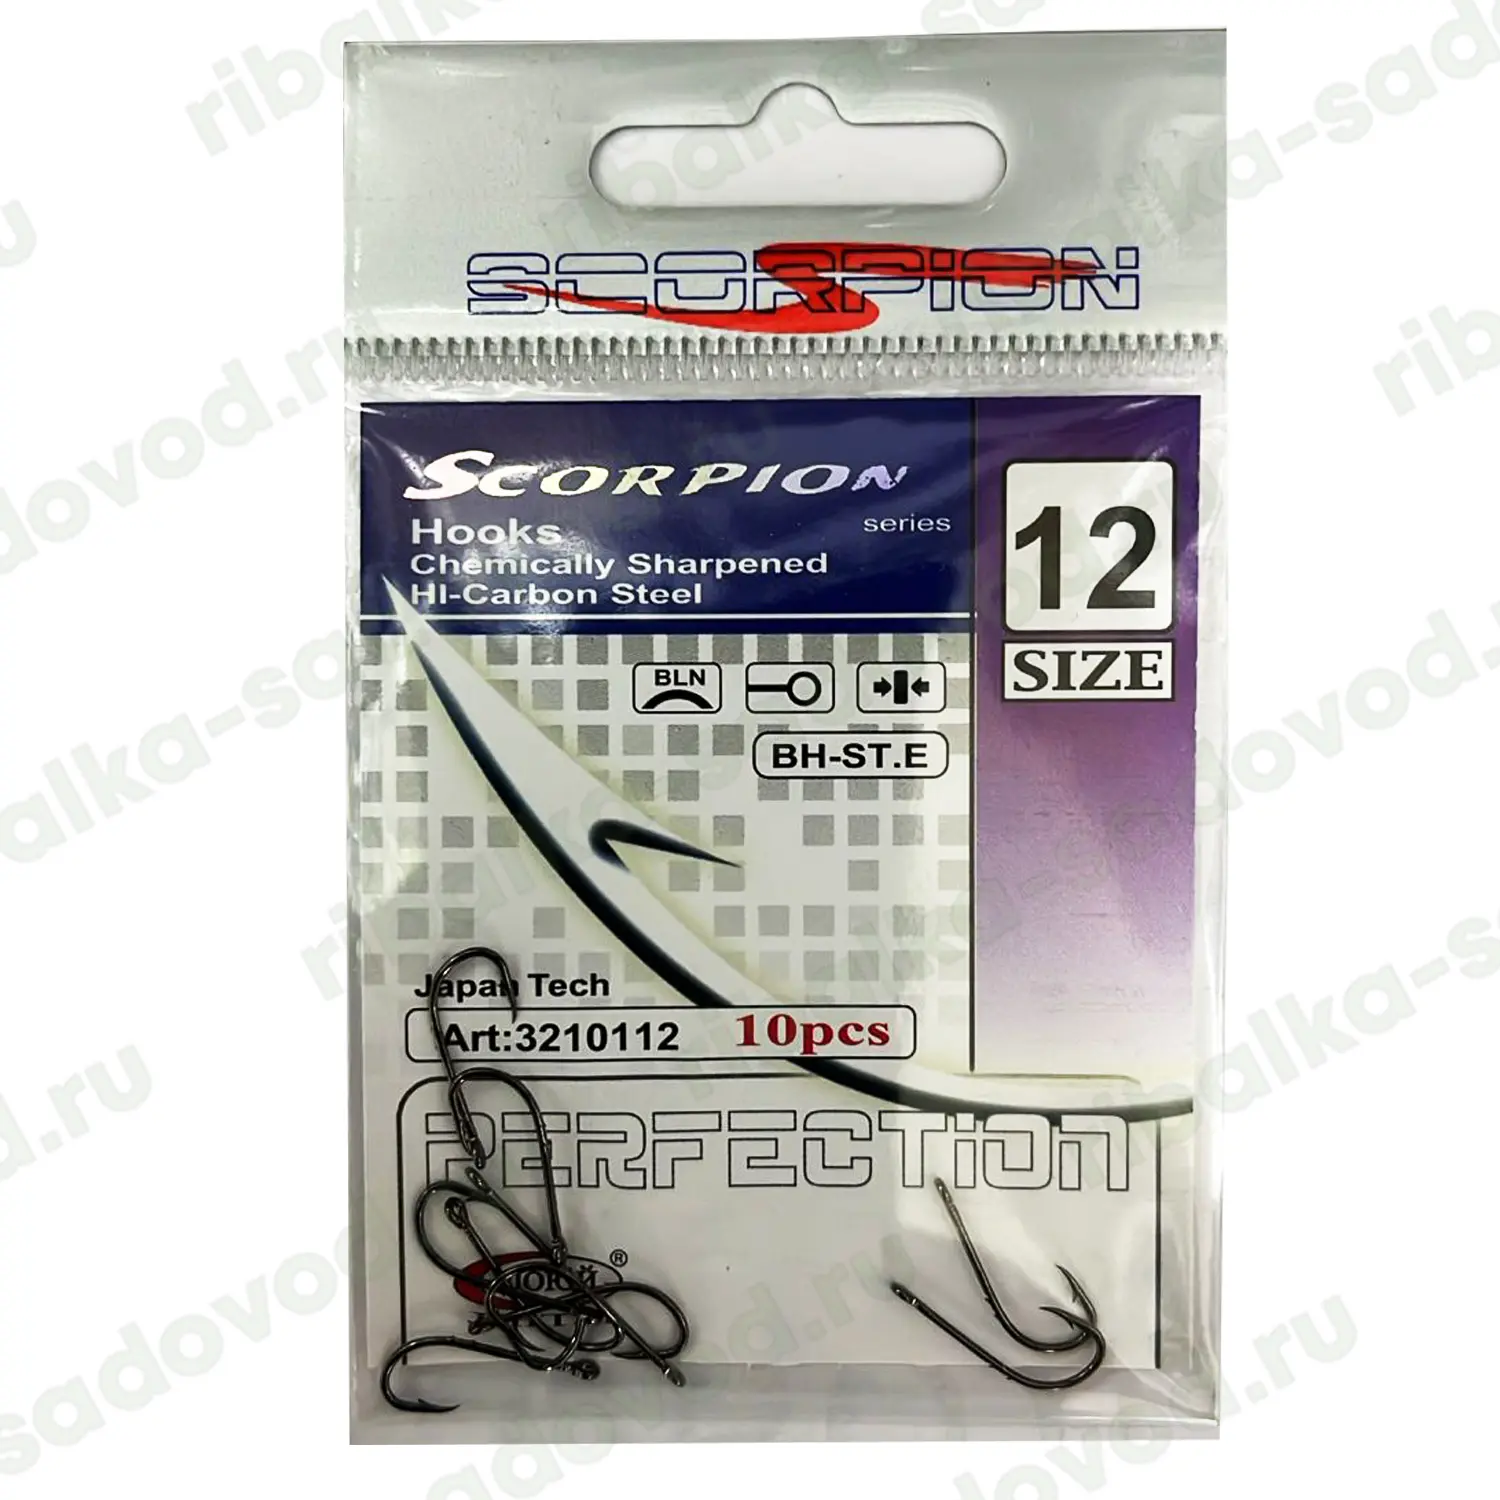 SCORPION
SCORPION
series
Hooks
Chemically Sharpened
HI-Carbon Steel
12
SIZE
BLN
BH-ST.E
Japan Tech
Art:3210112 10pcs
PERFECTION
®
ribalka-sadovod.ru